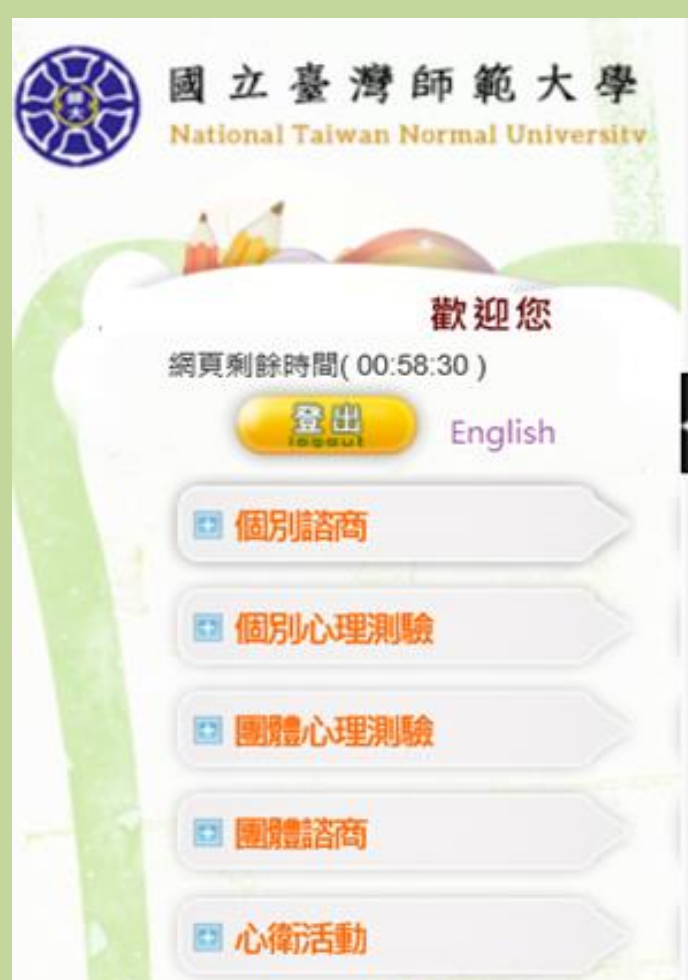 師大
國立臺灣師範大學
National Taiwan Normal University
歡迎您
網頁剩餘時間( 00:58:30 )
登出
logout
English
個別諮商
個別心理測驗
團體心理測驗
團體諮商
心衛活動